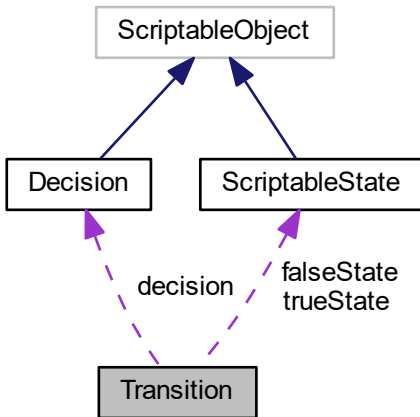 ScriptableObject
Decision
ScriptableState
decision
falseState
trueState
Transition